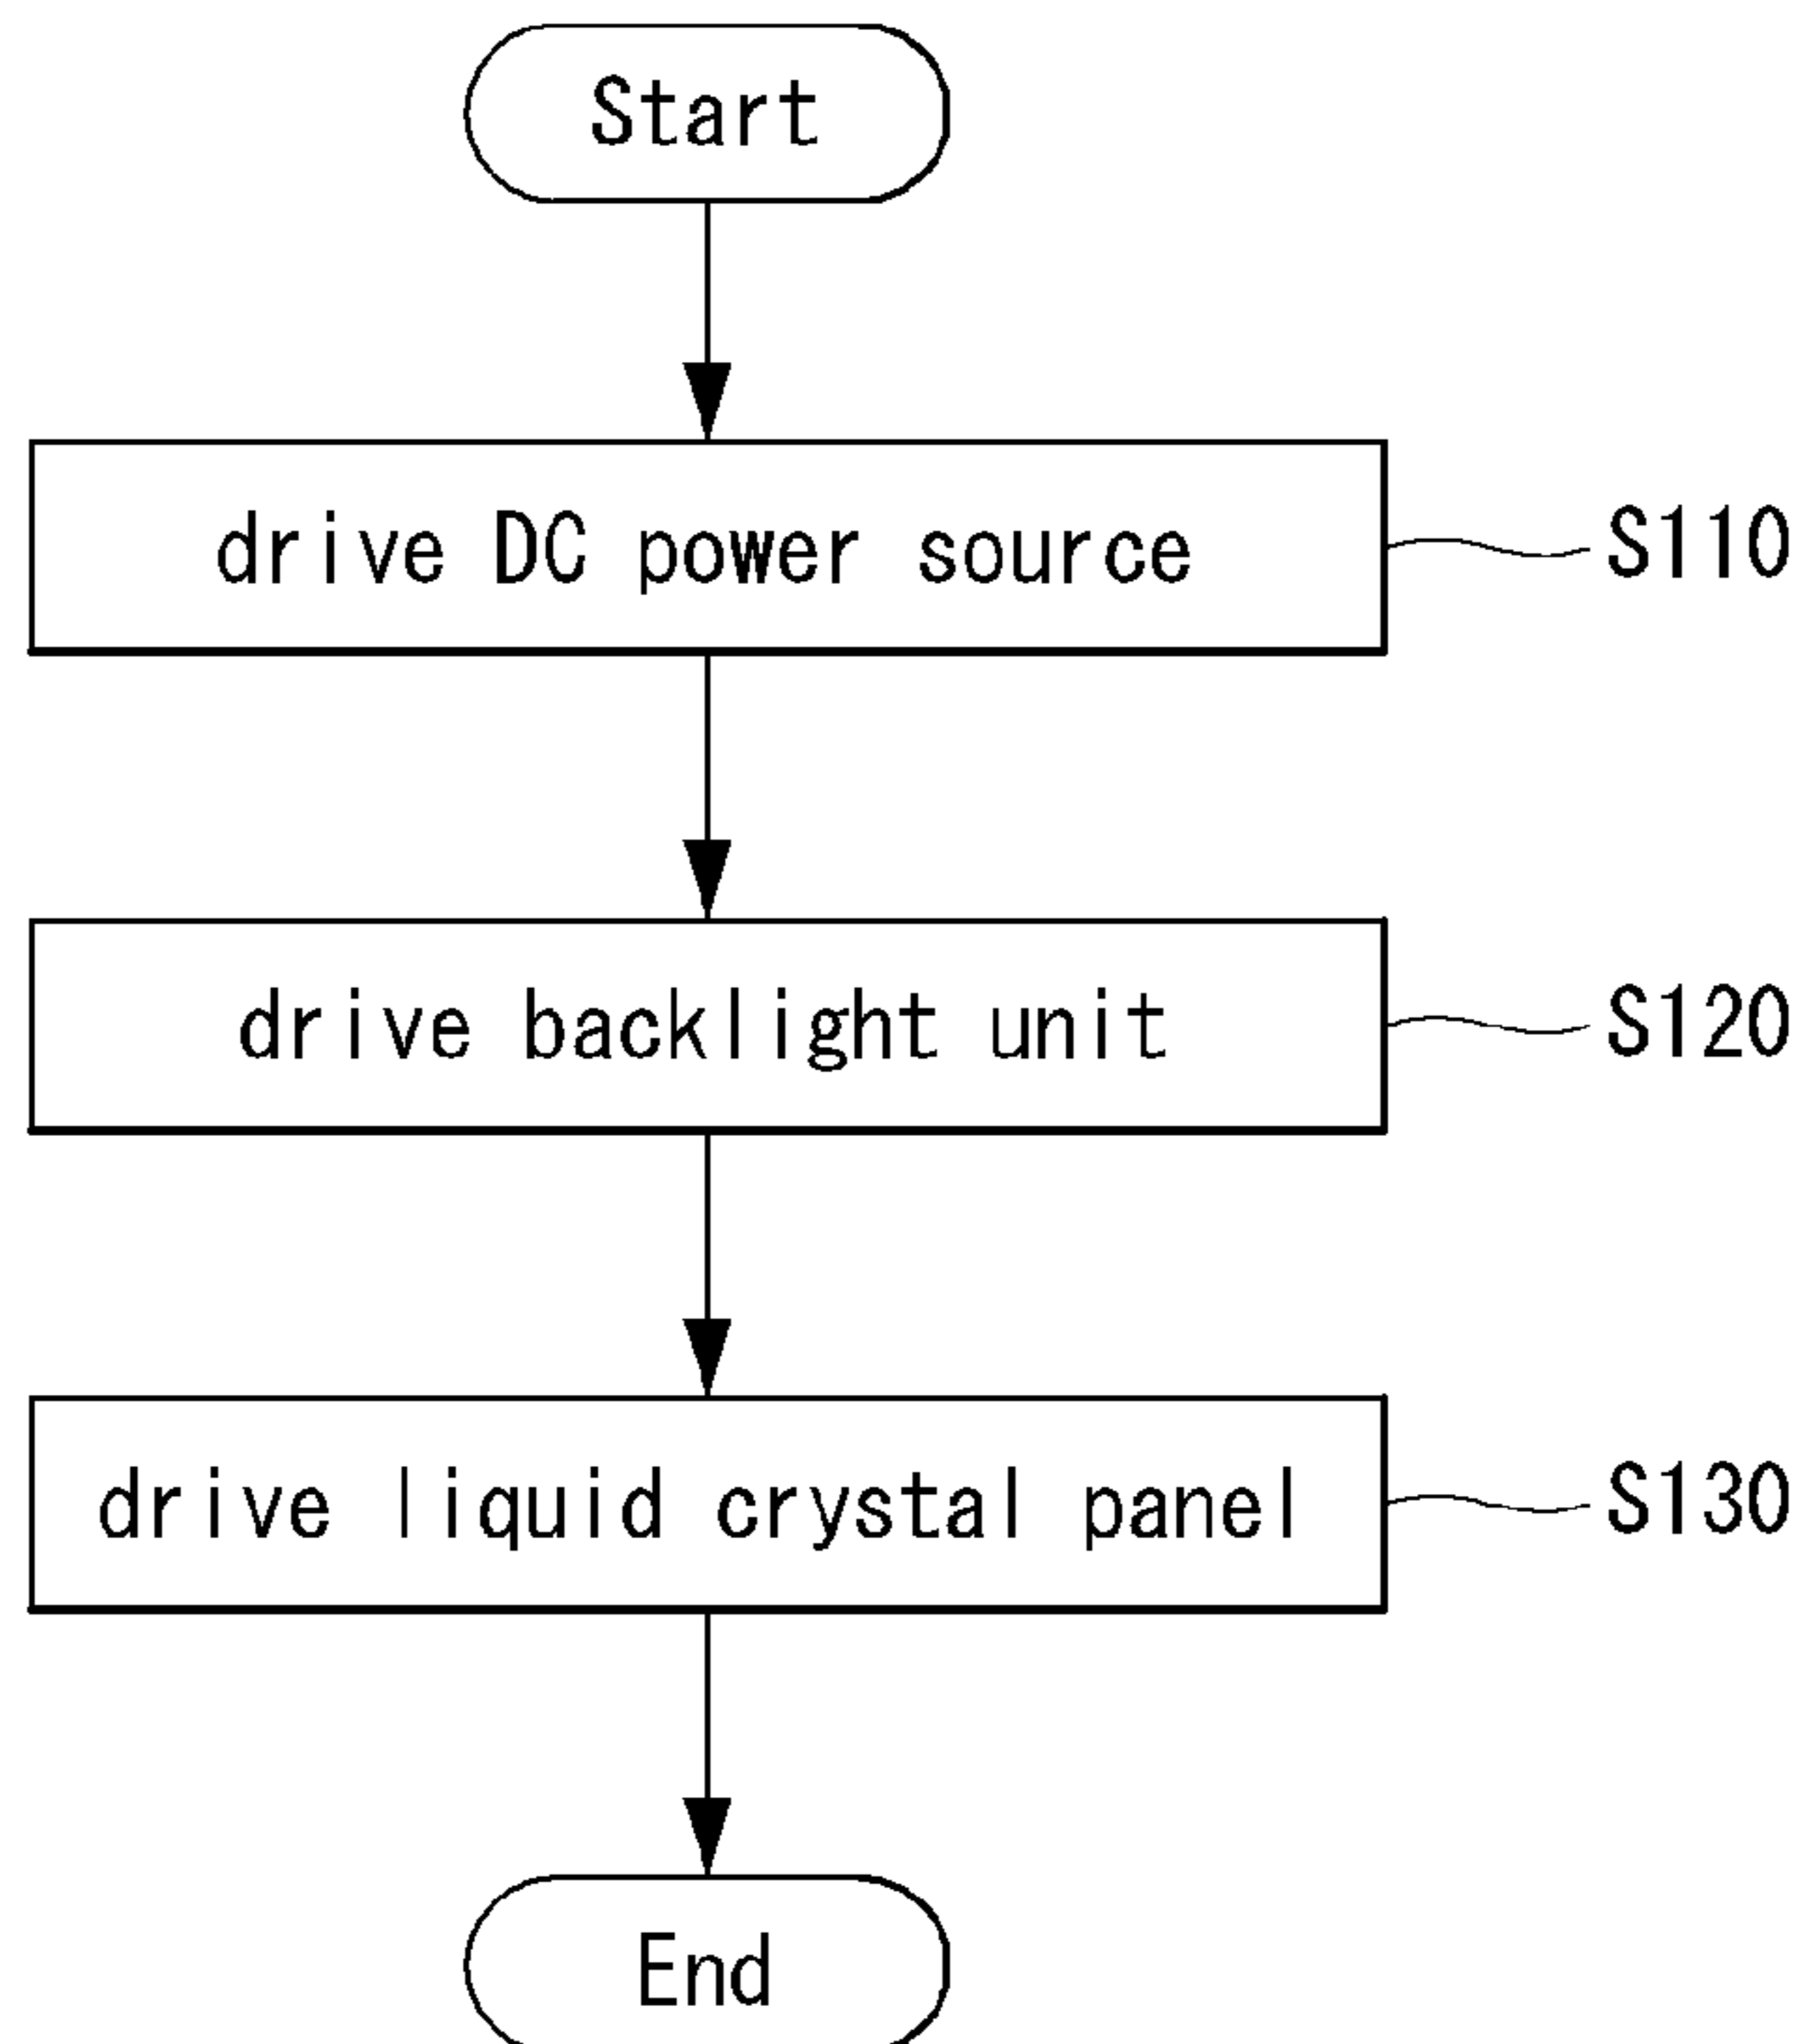 Start
drive DC power source
S110
drive backlight unit
S120
drive liquid crystal panel
S130
End